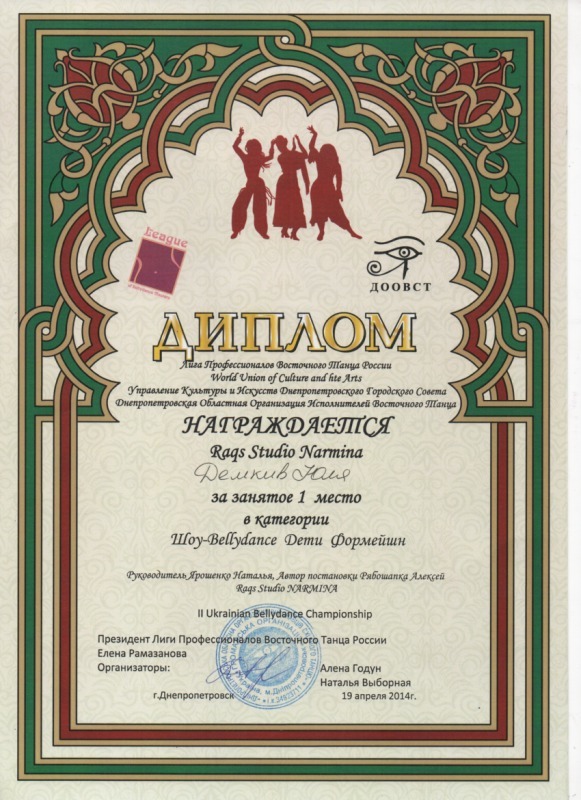 League
ДООВСТ
ДИПЛОМ
Лига Профессионалов Восточного Танца России
World Union of Culture and hte Arts
Управление Культуры и Искусств Днепропетровского Городского Совета
Днепропетровская Областная Организация Исполнителей Восточного Танца
НАГРАЖДАЕТСЯ
Raqs Studio Narmina
Демкив Юля
за занятое 1 место
в категории
Шоу-Bellydance Дети Формейшн
Руководитель Ярошенко Наталья, Автор постановки Рябошапка Алексей
Raqs Studio NARMINA
II Ukrainian Bellydance Championship
Президент Лиги Профессионалов Восточного Танца России
Елена Рамазанова
Организаторы:
Алена Годун
Наталья Выборная
г.Днепропетровск
19 апреля 2014г.